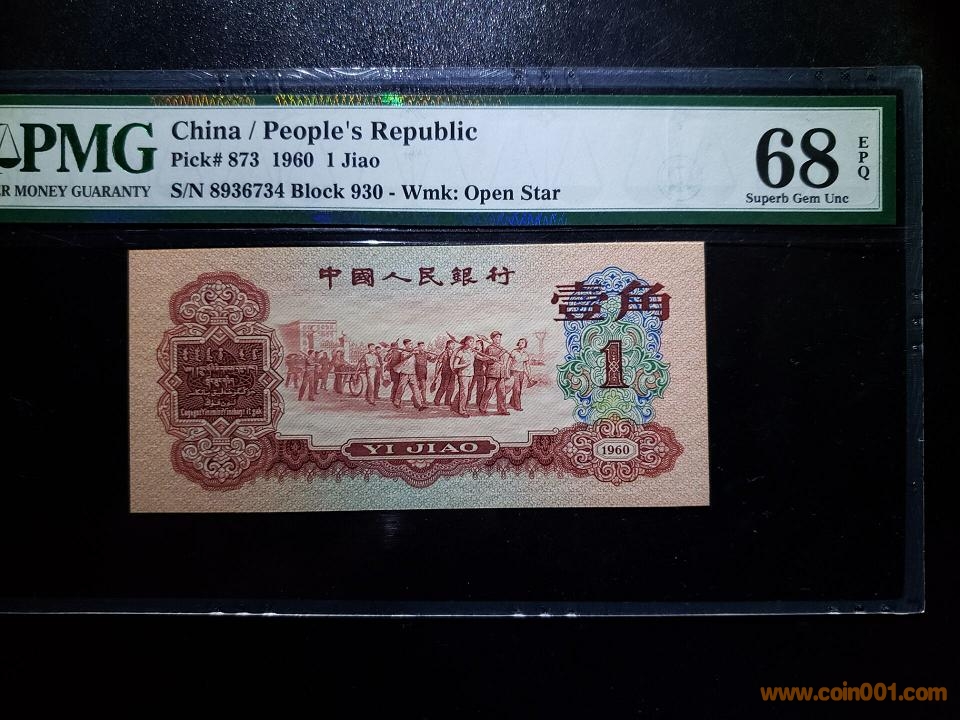 PMG
ER MONEY GUARANTY
China / People's Republic
Pick# 873 1960 1 Jiao
S/N 8936734 Block 930 - Wmk: Open Star
68
EPQ
Superb Gem Unc
中國人民銀行
壹角
1
YI JIAO
1960
www.coin001.com